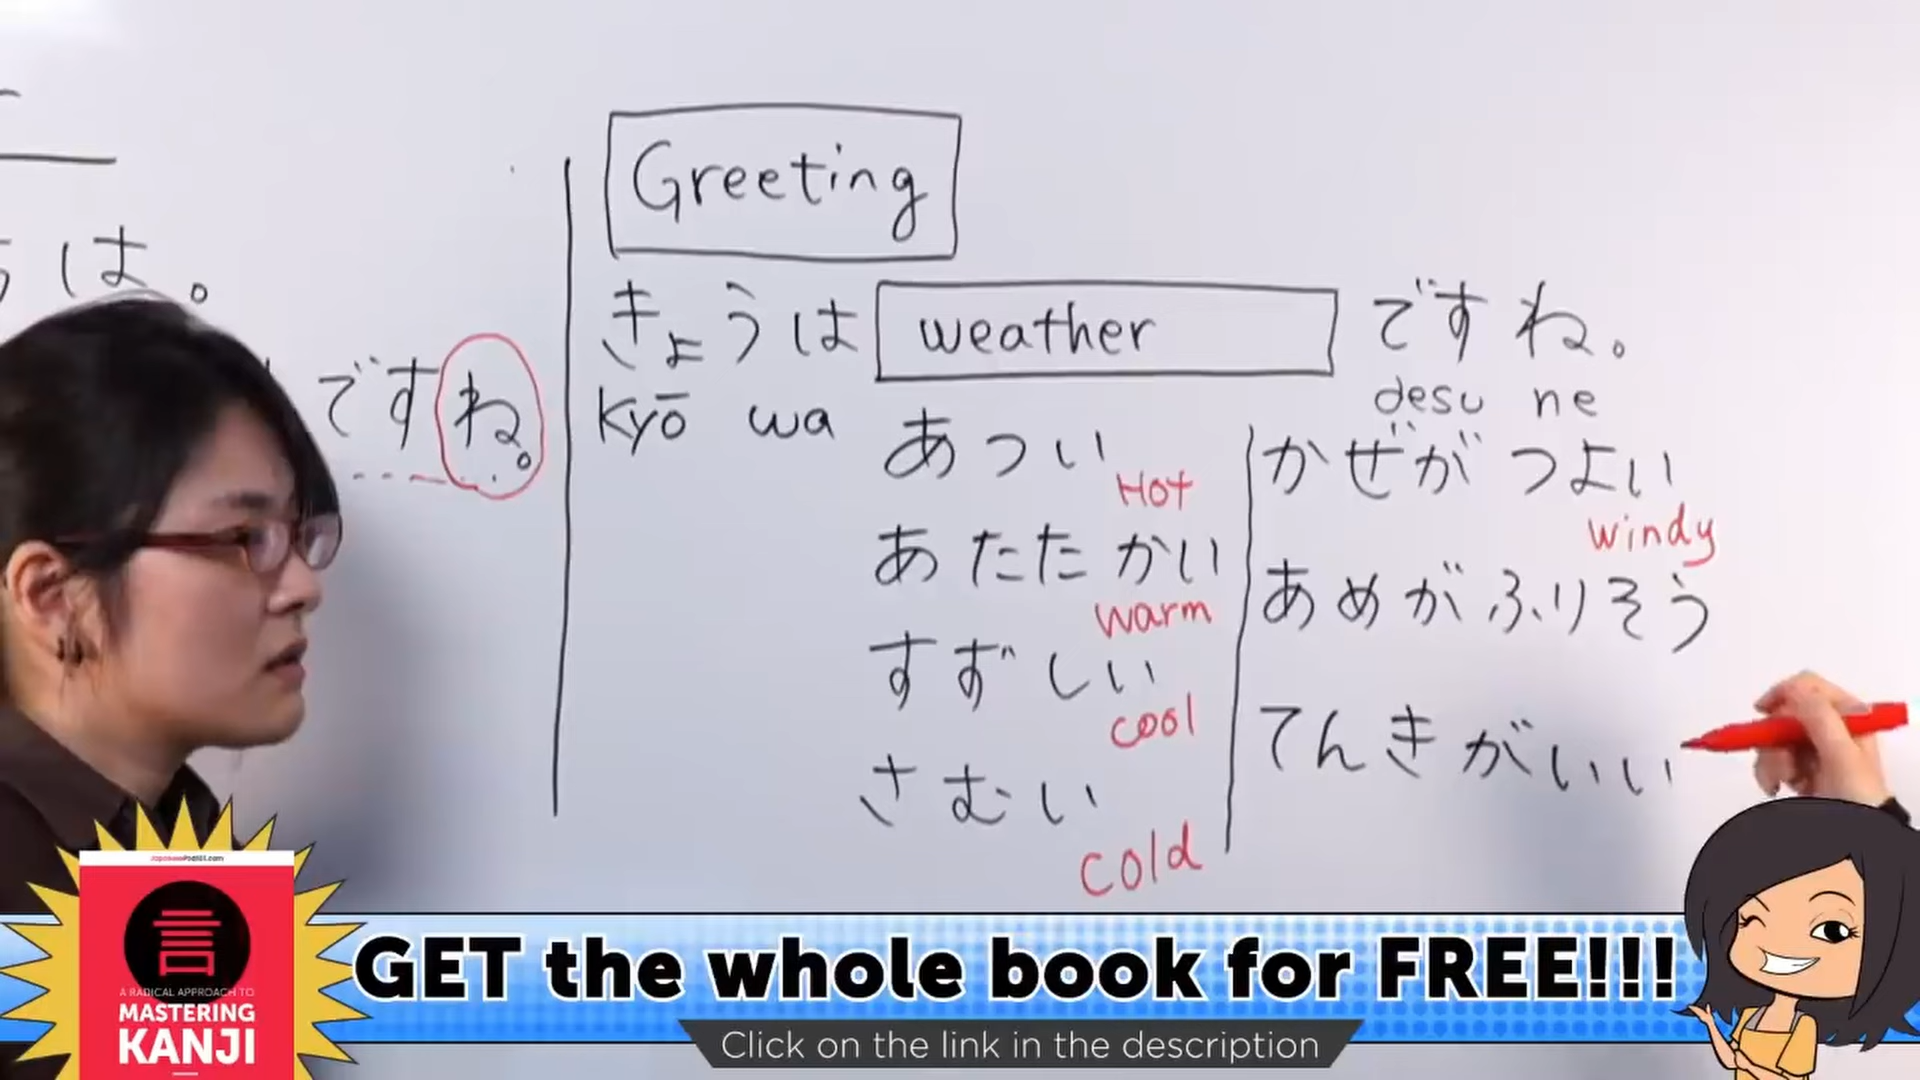 は。
ですね。
Greeting
きょうは weather ですね。
kyō wa desu ne
あつい
Hot
あたたかい
warm
すずしい
cool
さむい
cold
かぜがつよい
windy
あめがふりそう
てんきがいい
JapanesePod101.com
言
A RADICAL APPROACH TO
MASTERING
KANJI
GET the whole book for FREE!!!
Click on the link in the description